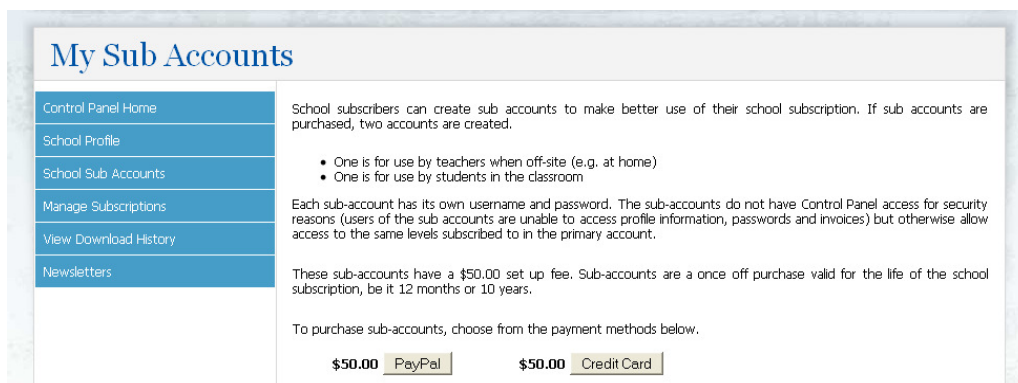 My Sub Accounts
Control Panel Home
School Profile
School Sub Accounts
Manage Subscriptions
View Download History
Newsletters
School subscribers can create sub accounts to make better use of their school subscription. If sub accounts are
purchased, two accounts are created.
• One is for use by teachers when off-site (e.g. at home)
• One is for use by students in the classroom
Each sub-account has its own username and password. The sub-accounts do not have Control Panel access for security
reasons (users of the sub accounts are unable to access profile information, passwords and invoices) but otherwise allow
access to the same levels subscribed to in the primary account.
These sub-accounts have a $50.00 set up fee. Sub-accounts are a once off purchase valid for the life of the school
subscription, be it 12 months or 10 years.
To purchase sub-accounts, choose from the payment methods below.
$50.00 PayPal $50.00 Credit Card